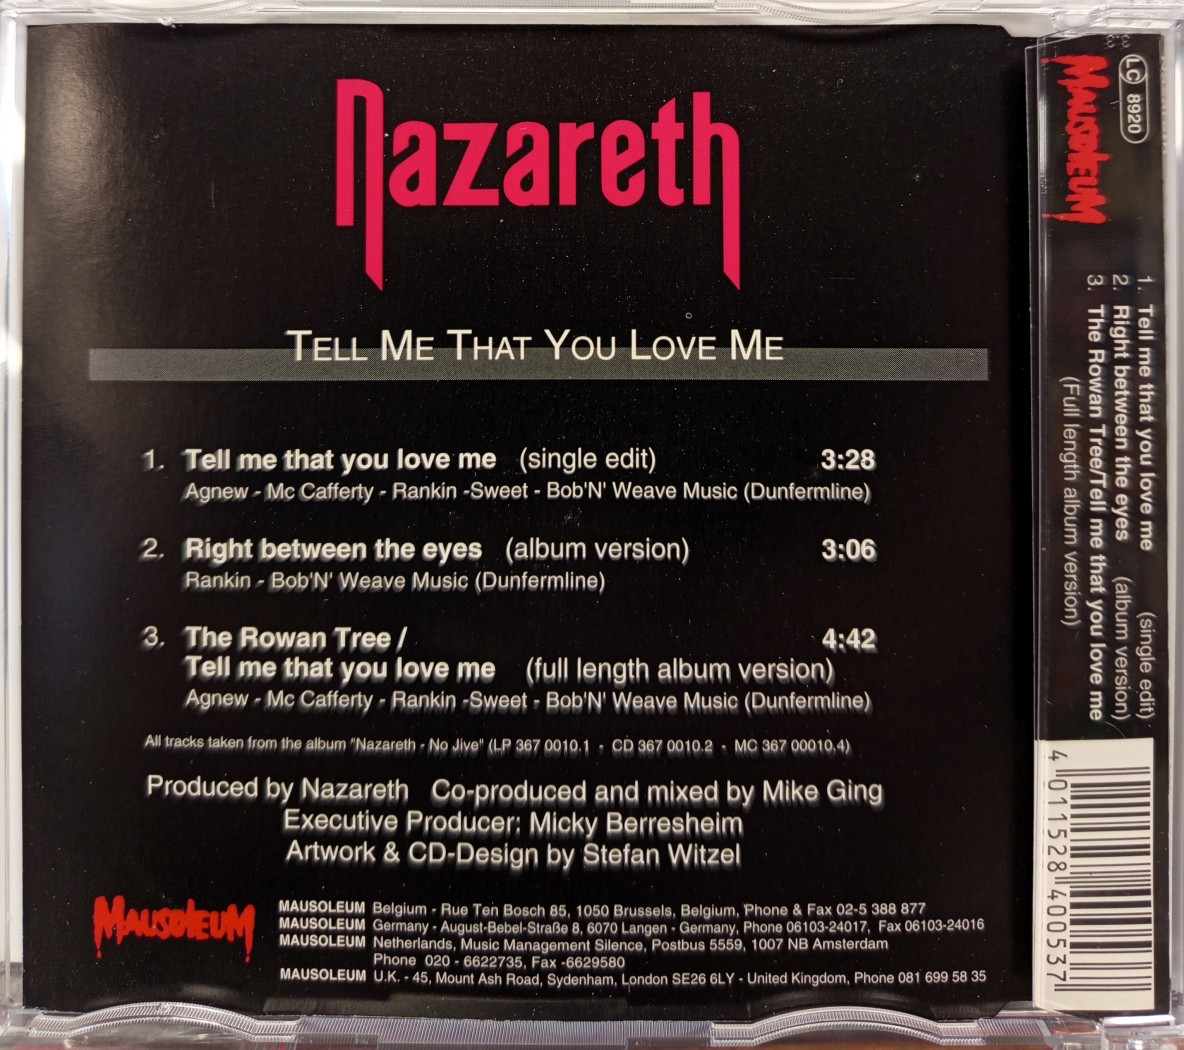 Nazareth
TELL ME THAT YOU LOVE ME
1. Tell me that you love me (single edit) 3:28
Agnew - Mc Cafferty - Rankin -Sweet - Bob'N' Weave Music (Dunfermline)
2. Right between the eyes (album version) 3:06
Rankin - Bob'N' Weave Music (Dunfermline)
3. The Rowan Tree / 4:42
Tell me that you love me (full length album version)
Agnew - Mc Cafferty - Rankin -Sweet - Bob'N' Weave Music (Dunfermline)
All tracks taken from the album "Nazareth - No Jive" (LP 367 0010.1 - CD 367 0010.2 - MC 367 00010.4)
Produced by Nazareth Co-produced and mixed by Mike Ging
Executive Producer: Micky Berresheim
Artwork & CD-Design by Stefan Witzel
MAUSOLEUM
MAUSOLEUM Belgium - Rue Ten Bosch 85, 1050 Brussels, Belgium, Phone & Fax 02-5 388 877
MAUSOLEUM Germany - August-Bebel-Straße 8, 6070 Langen - Germany, Phone 06103-24017, Fax 06103-24016
MAUSOLEUM Netherlands, Music Management Silence, Postbus 5559, 1007 NB Amsterdam
Phone 020 - 6622735, Fax -6629580
MAUSOLEUM U.K. - 45, Mount Ash Road, Sydenham, London SE26 6LY - United Kingdom, Phone 081 699 58 35
LC 8920
MAUSOLEUM
1. Tell me that you love me (single edit)
2. Right between the eyes (album version)
3. The Rowan Tree/Tell me that you love me
(Full length album version)
4 011528 400537